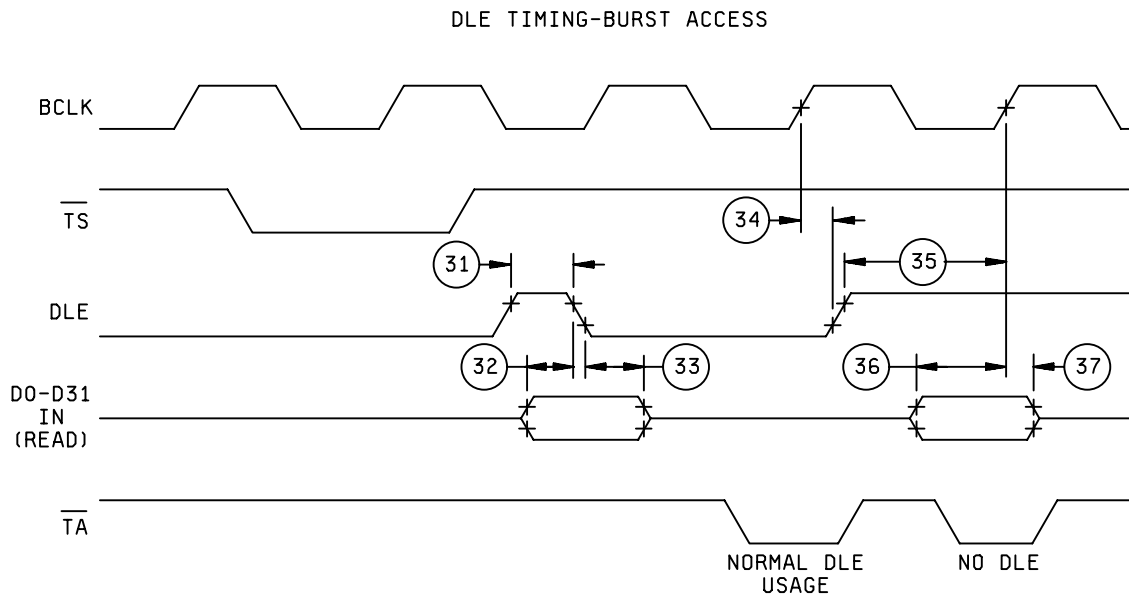 DLE TIMING-BURST ACCESS
BCLK
TS
34
31
35
DLE
32
33
36
37
D0-D31
IN
(READ)
TA
NORMAL DLE
USAGE
NO DLE